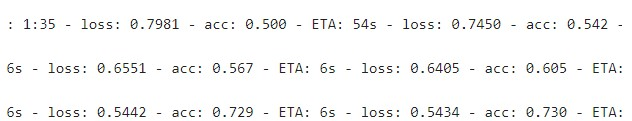 : 1:35 - loss: 0.7981 - acc: 0.500 - ETA: 54s - loss: 0.7450 - acc: 0.542 -
6s - loss: 0.6551 - acc: 0.567 - ETA: 6s - loss: 0.6405 - acc: 0.605 - ETA:
6s - loss: 0.5442 - acc: 0.729 - ETA: 6s - loss: 0.5434 - acc: 0.730 - ETA: